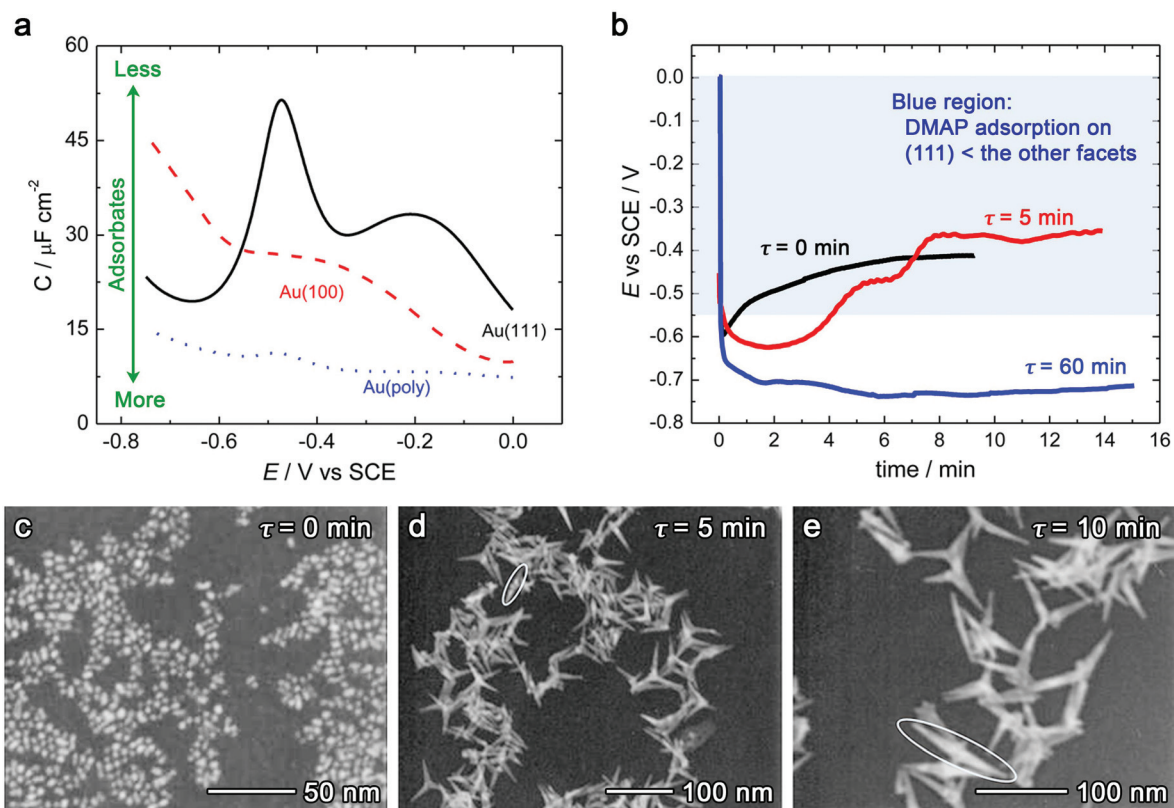 a
60
45
30
15
0
C / µF cm⁻²
Less
Adsorbates
More
Au(100)
Au(111)
Au(poly)
-0.8
-0.6
-0.4
-0.2
0.0
E / V vs SCE
b
0.0
-0.1
-0.2
-0.3
-0.4
-0.5
-0.6
-0.7
-0.8
E vs SCE / V
Blue region:
DMAP adsorption on
(111) < the other facets
τ = 5 min
τ = 0 min
τ = 60 min
0
2
4
6
8
10
12
14
16
time / min
c
τ = 0 min
50 nm
d
τ = 5 min
100 nm
e
τ = 10 min
100 nm